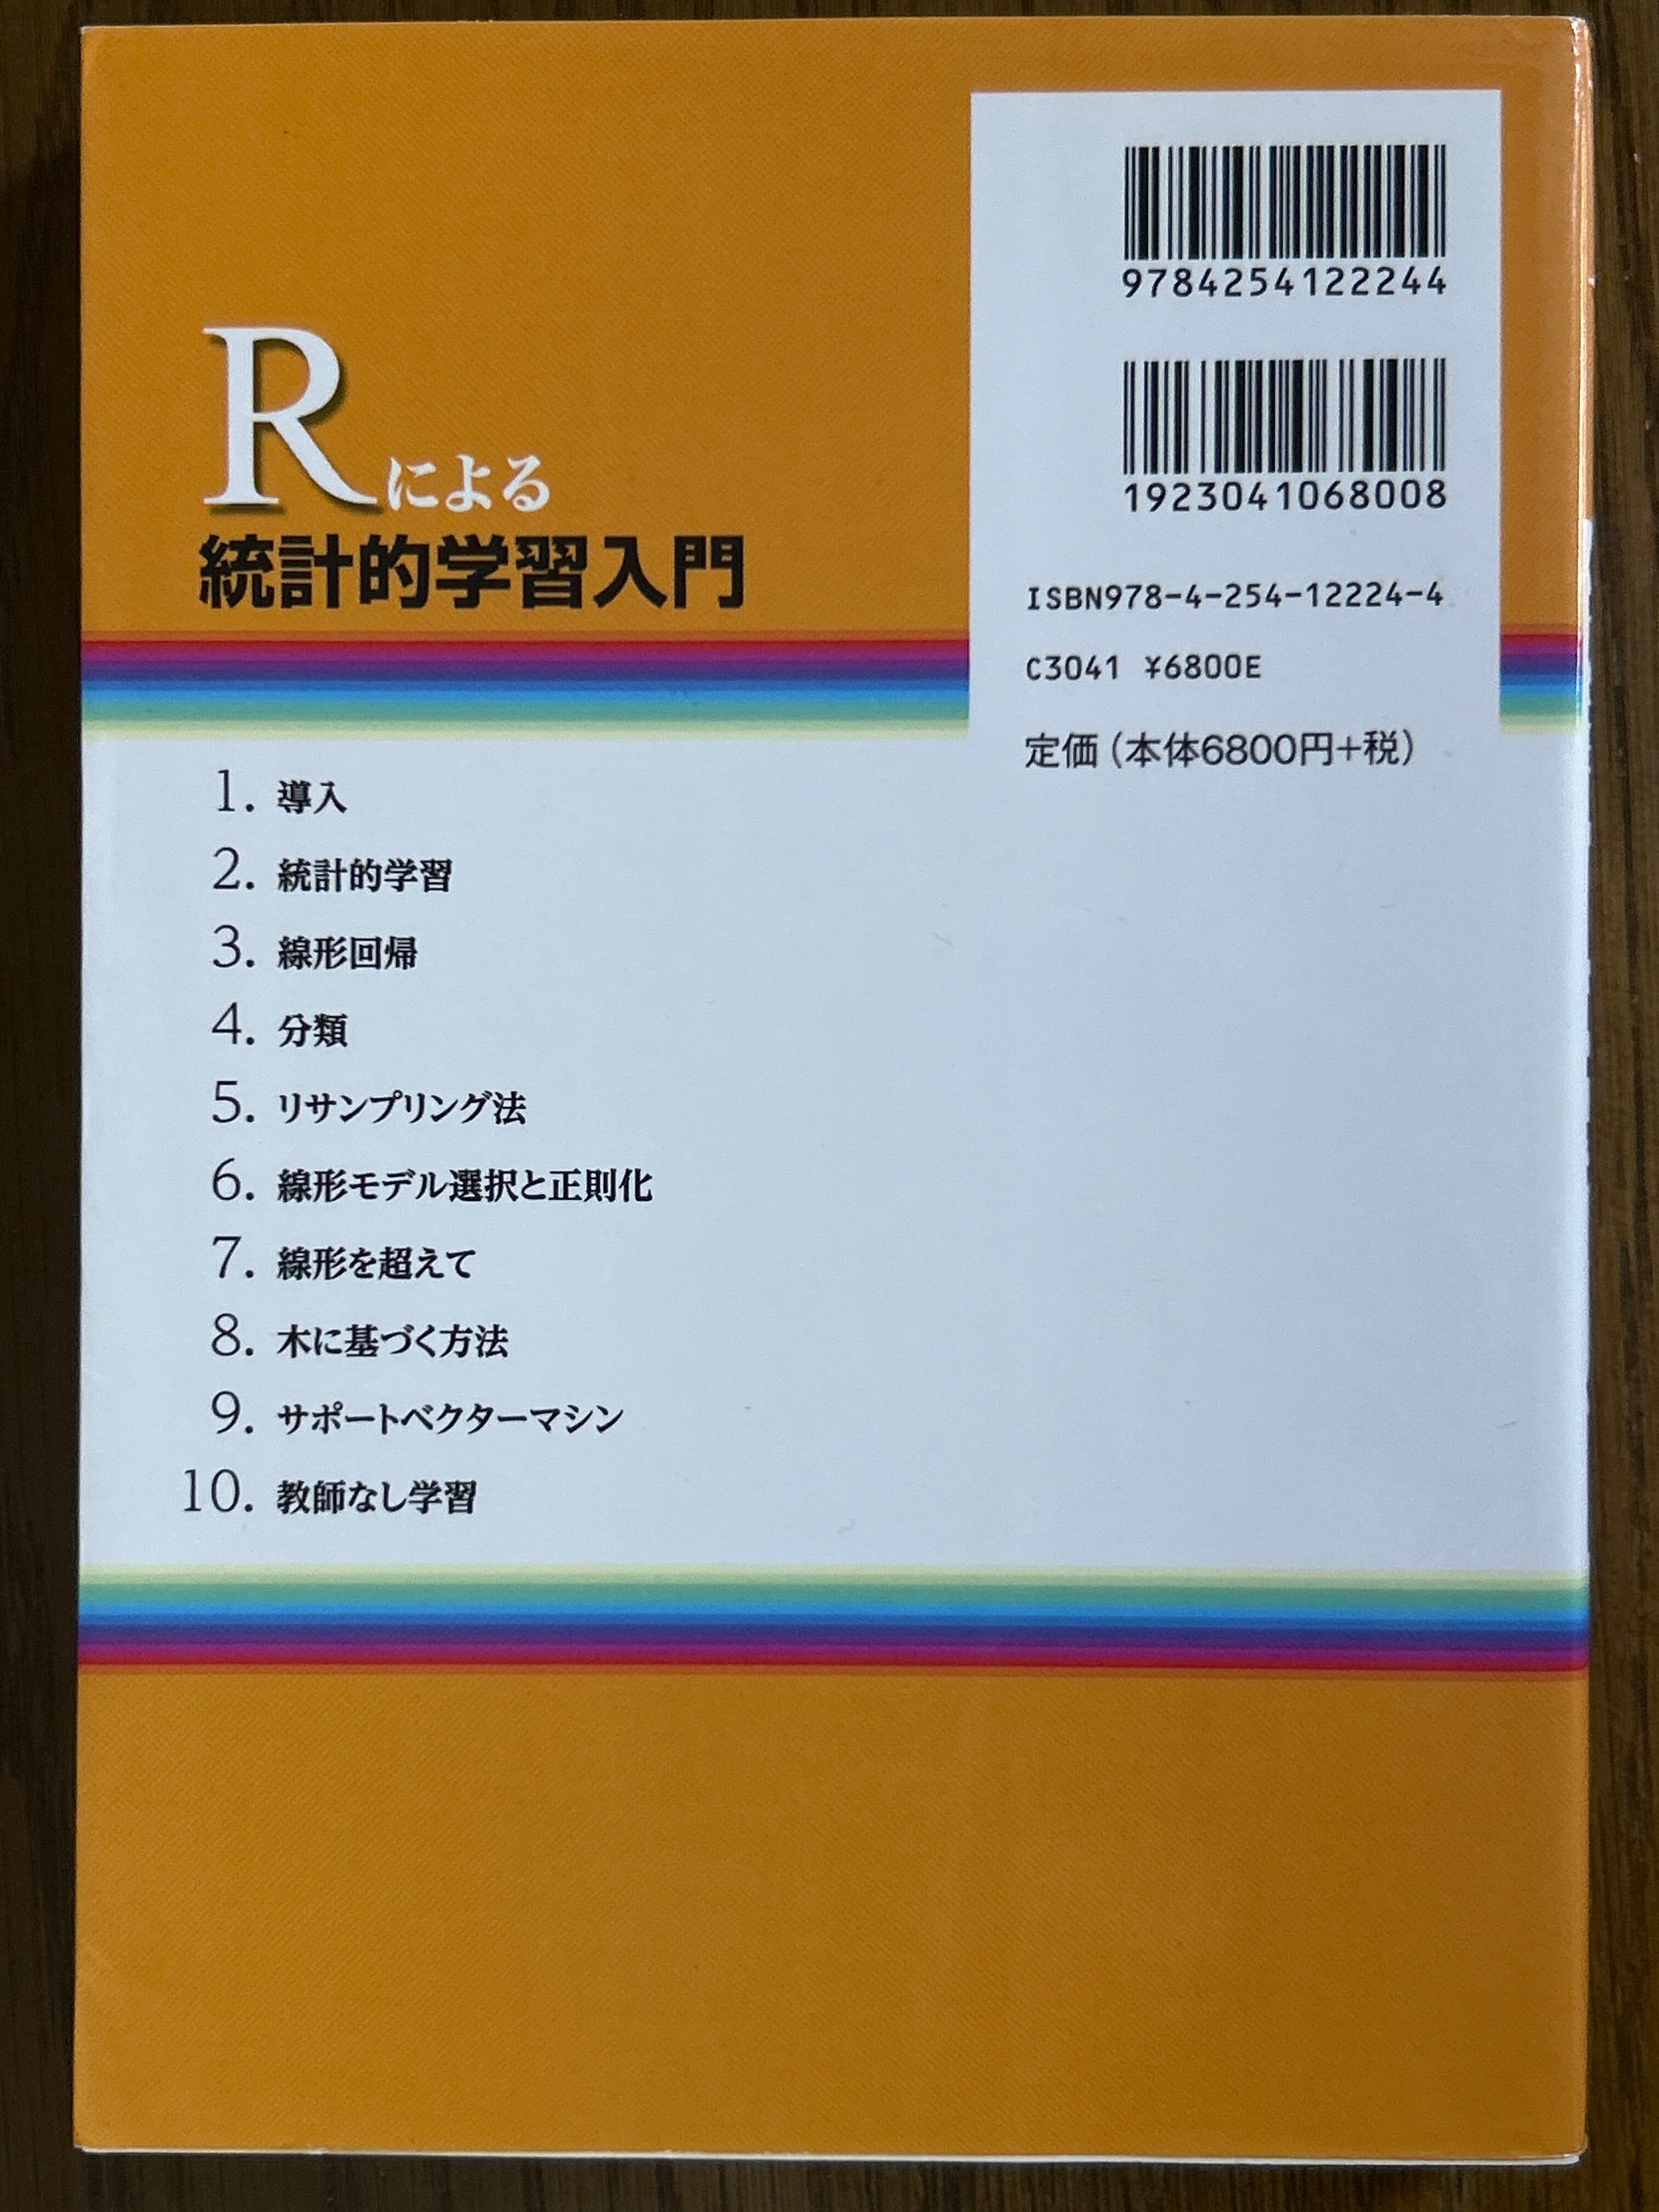 Rによる
統計的学習入門
9784254122244
1923041068008
ISBN978-4-254-12224-4
C3041 ¥6800E
定価(本体6800円+税)
1. 導入
2. 統計的学習
3. 線形回帰
4. 分類
5. リサンプリング法
6. 線形モデル選択と正則化
7. 線形を超えて
8. 木に基づく方法
9. サポートベクターマシン
10. 教師なし学習